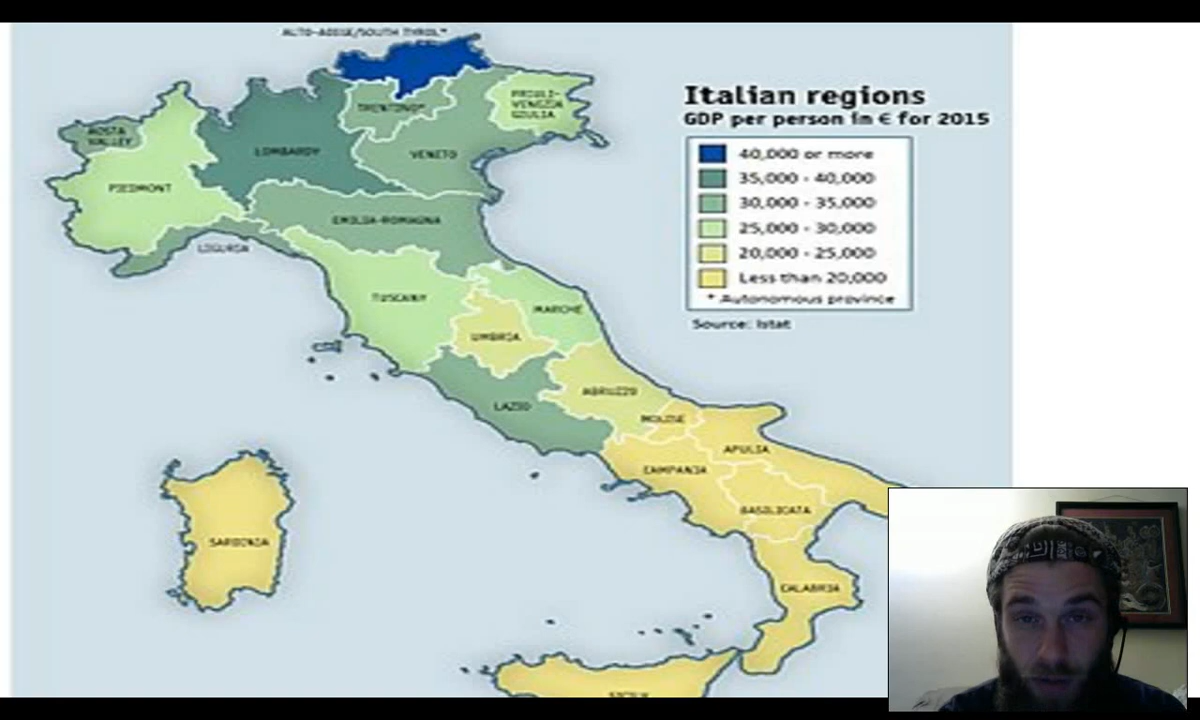 ALTO-ADIGE/SOUTH TYROL*
Italian regions
GDP per person in € for 2015
40,000 or more
35,000 - 40,000
30,000 - 35,000
25,000 - 30,000
20,000 - 25,000
Less than 20,000
* Autonomous province
Source: Istat
FRIULI-
VENEZIA
GIULIA
TRENTINO*
AOSTA
VALLEY
LOMBARDY
VENETO
PIEDMONT
EMILIA-ROMAGNA
LIGURIA
TUSCANY
MARCHE
UMBRIA
ABRUZZO
LAZIO
MOLISE
APULIA
CAMPANIA
BASILICATA
SARDINIA
CALABRIA
SICILY